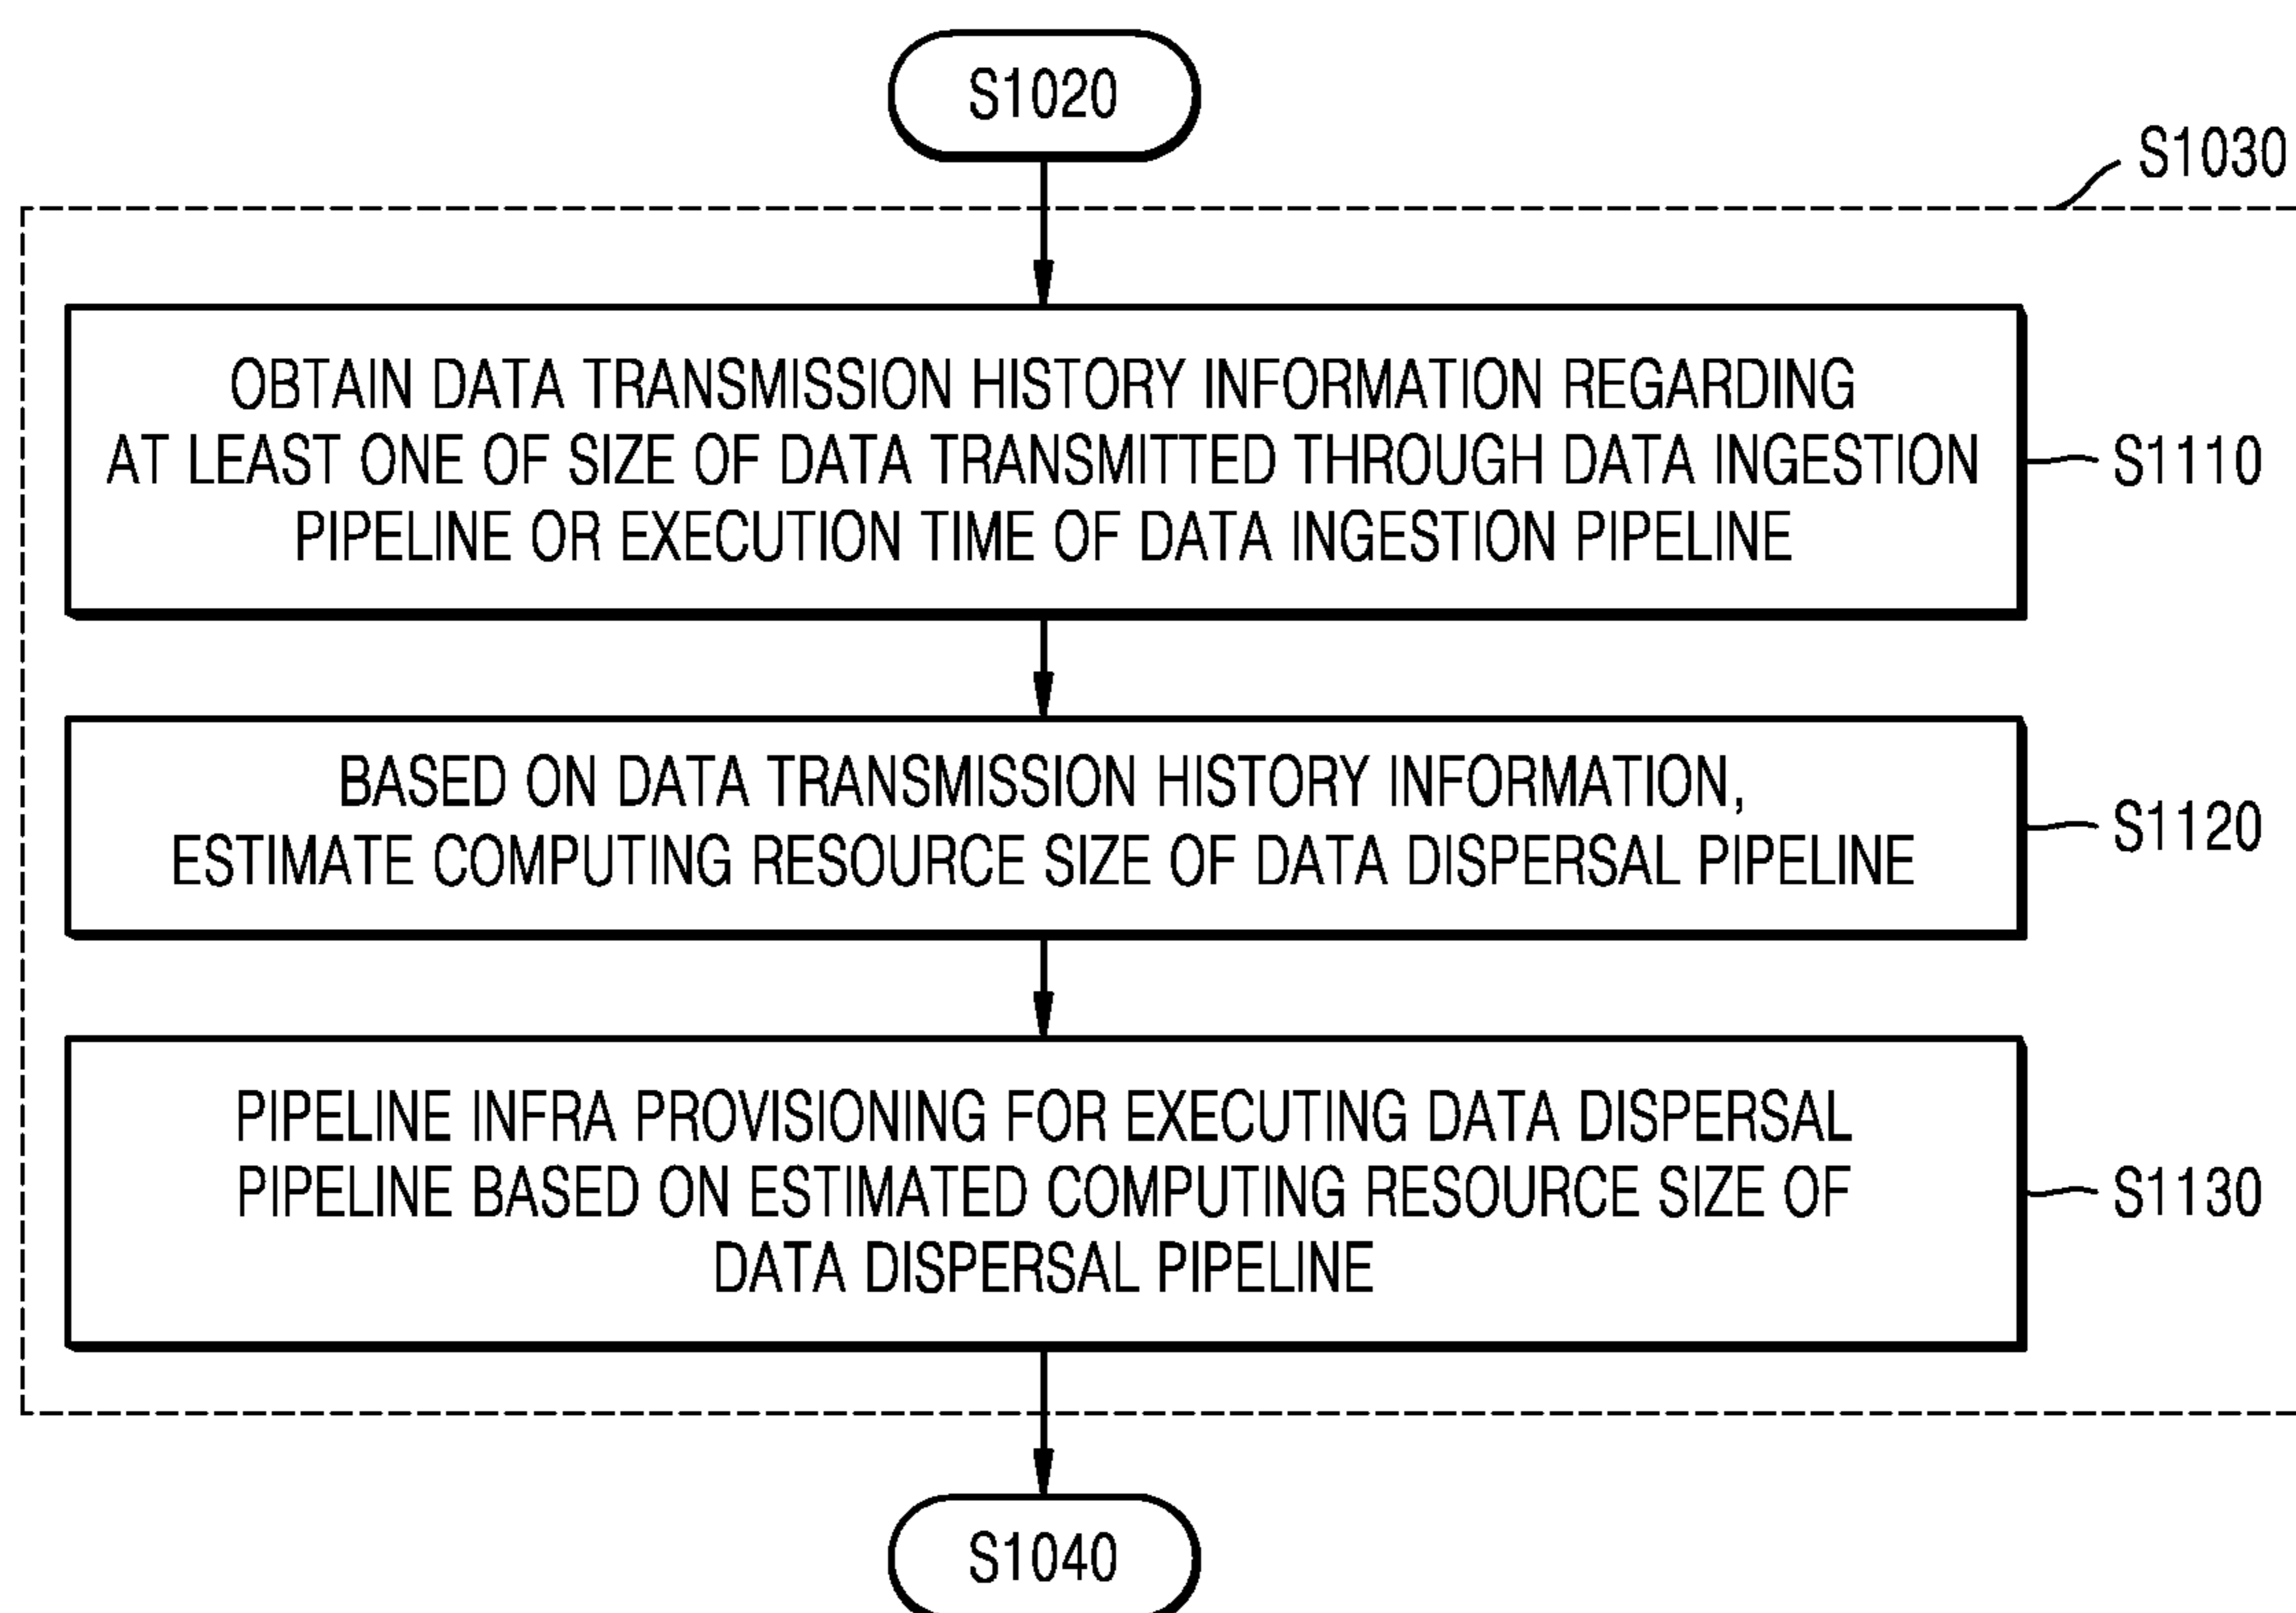 S1020
S1030
OBTAIN DATA TRANSMISSION HISTORY INFORMATION REGARDING
AT LEAST ONE OF SIZE OF DATA TRANSMITTED THROUGH DATA INGESTION
PIPELINE OR EXECUTION TIME OF DATA INGESTION PIPELINE
S1110
BASED ON DATA TRANSMISSION HISTORY INFORMATION,
ESTIMATE COMPUTING RESOURCE SIZE OF DATA DISPERSAL PIPELINE
S1120
PIPELINE INFRA PROVISIONING FOR EXECUTING DATA DISPERSAL
PIPELINE BASED ON ESTIMATED COMPUTING RESOURCE SIZE OF
DATA DISPERSAL PIPELINE
S1130
S1040